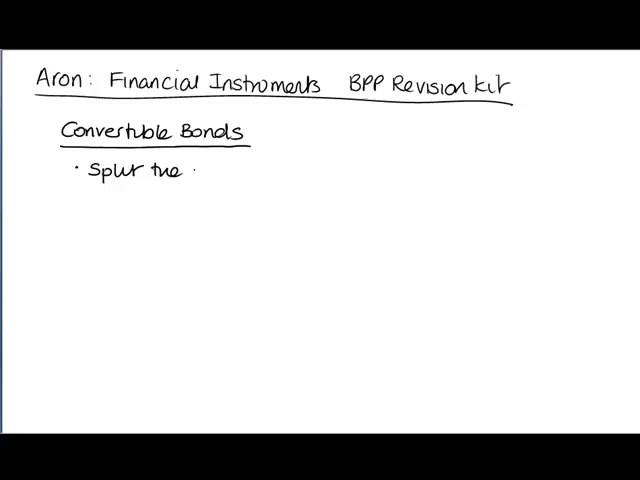 Aron: Financial Instruments BPP Revision Kit
Convertible Bonds
· Split the